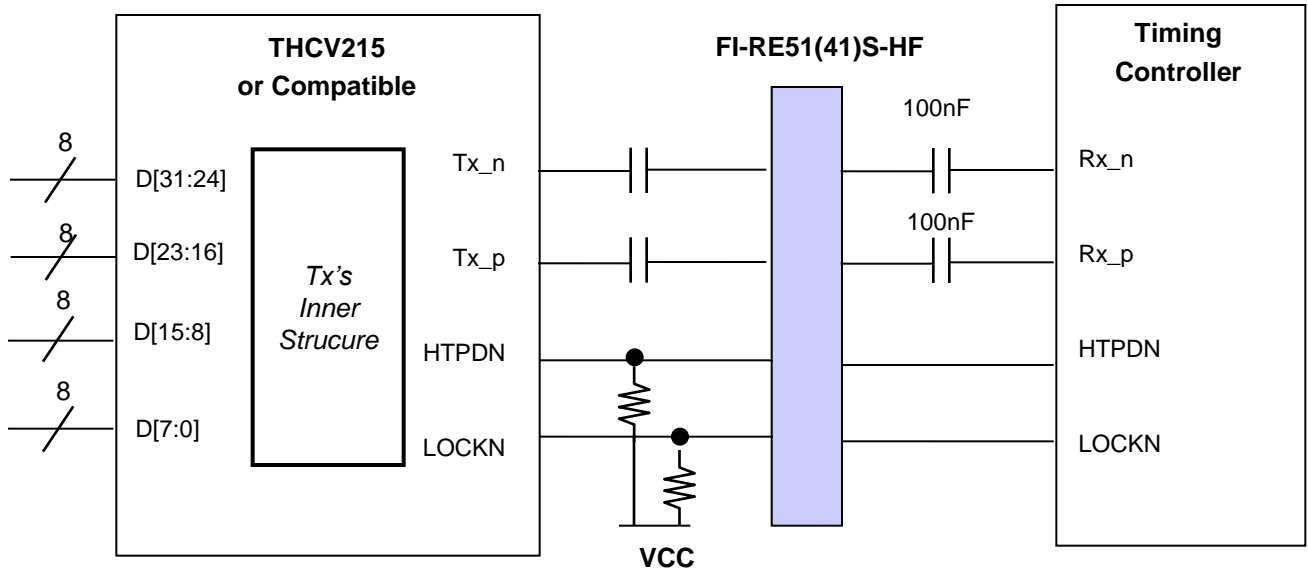 THCV215
or Compatible
FI-RE51(41)S-HF
Timing
Controller
100nF
8
D[31:24]
Tx_n
Rx_n
8
D[23:16]
Tx_p
100nF
Rx_p
Tx's
Inner
Strucure
8
D[15:8]
HTPDN
HTPDN
8
D[7:0]
LOCKN
LOCKN
VCC